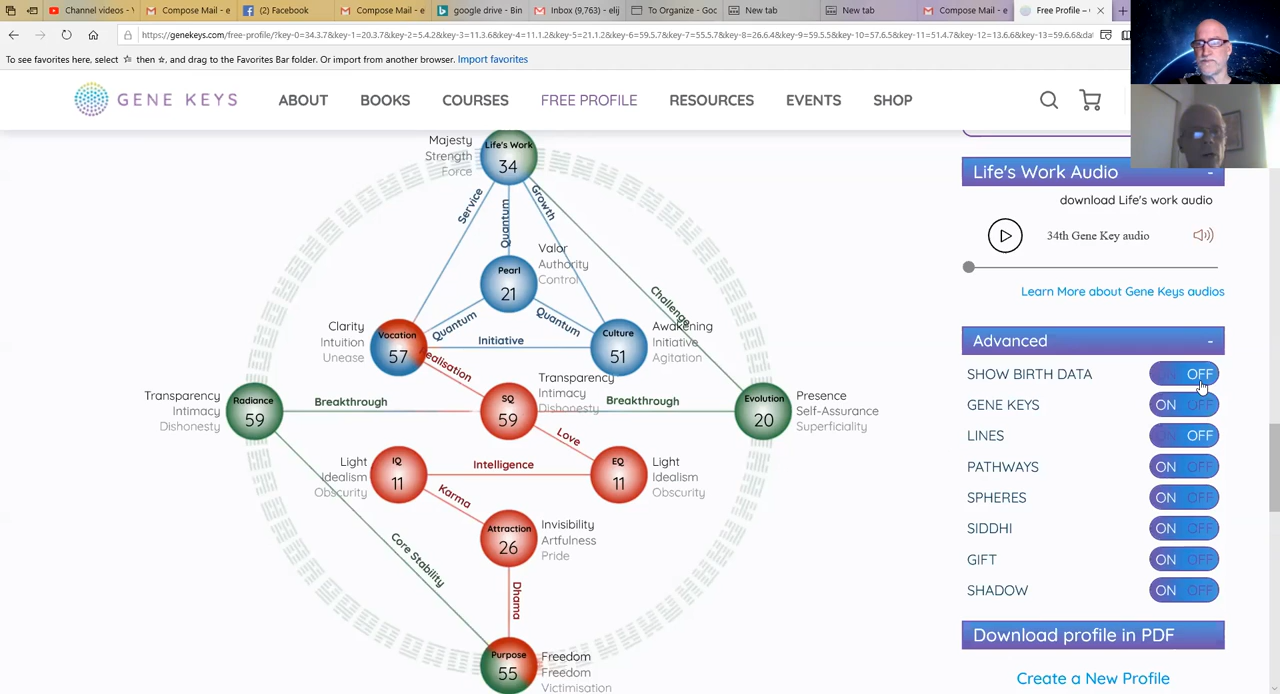 Channel videos - Y
Compose Mail - e
(2) Facebook
Compose Mail - e
google drive - Bin
Inbox (9,763) - elij
To Organize - Goc
New tab
New tab
Compose Mail - e
Free Profile –
https://genekeys.com/free-profile/?key-0=34.3.7&key-1=20.3.7&key-2=5.4.2&key-3=11.3.6&key-4=11.1.2&key-5=21.1.2&key-6=59.5.7&key-7=55.5.7&key-8=26.6.4&key-9=59.5.5&key-10=57.6.5&key-11=51.4.7&key-12=13.6.6&key-13=59.6.6&dat
To see favorites here, select ☆ then ☆, and drag to the Favorites Bar folder. Or import from another browser. Import favorites
GENE KEYS
ABOUT
BOOKS
COURSES
FREE PROFILE
RESOURCES
EVENTS
SHOP
Majesty
Strength
Force
Life's Work
34
Service
Quantum
Growth
Challenge
Pearl
21
Valor
Authority
Control
Quantum
Quantum
Clarity
Intuition
Unease
Vocation
57
Initiative
Culture
51
Awakening
Initiative
Agitation
Realisation
Transparency
Intimacy
Dishonesty
Radiance
59
Breakthrough
SQ
59
Transparency
Intimacy
Dishonesty
Breakthrough
Evolution
20
Presence
Self-Assurance
Superficiality
Love
Light
Idealism
Obscurity
IQ
11
Intelligence
EQ
11
Light
Idealism
Obscurity
Karma
Attraction
26
Invisibility
Artfulness
Pride
Core Stability
Dharma
Purpose
55
Freedom
Freedom
Victimisation
Life's Work Audio -
download Life's work audio
34th Gene Key audio
Learn More about Gene Keys audios
Advanced -
SHOW BIRTH DATA OFF
GENE KEYS ON OFF
LINES ON OFF
PATHWAYS ON OFF
SPHERES ON OFF
SIDDHI ON OFF
GIFT ON OFF
SHADOW ON OFF
Download profile in PDF
Create a New Profile